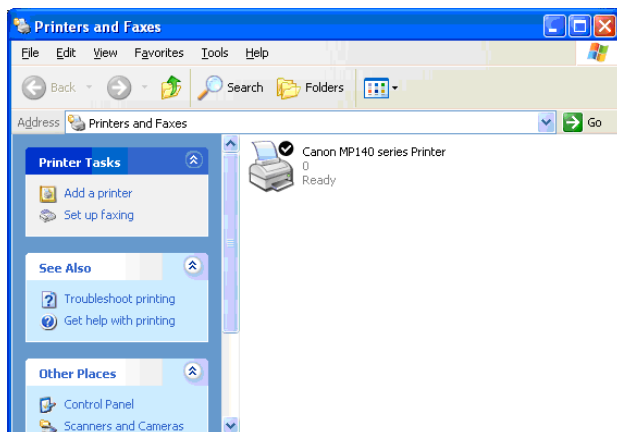 Printers and Faxes
File Edit View Favorites Tools Help
Back Search Folders
Address Printers and Faxes Go
Printer Tasks
Add a printer
Set up faxing
See Also
Troubleshoot printing
Get help with printing
Other Places
Control Panel
Scanners and Cameras
Canon MP140 series Printer
0
Ready